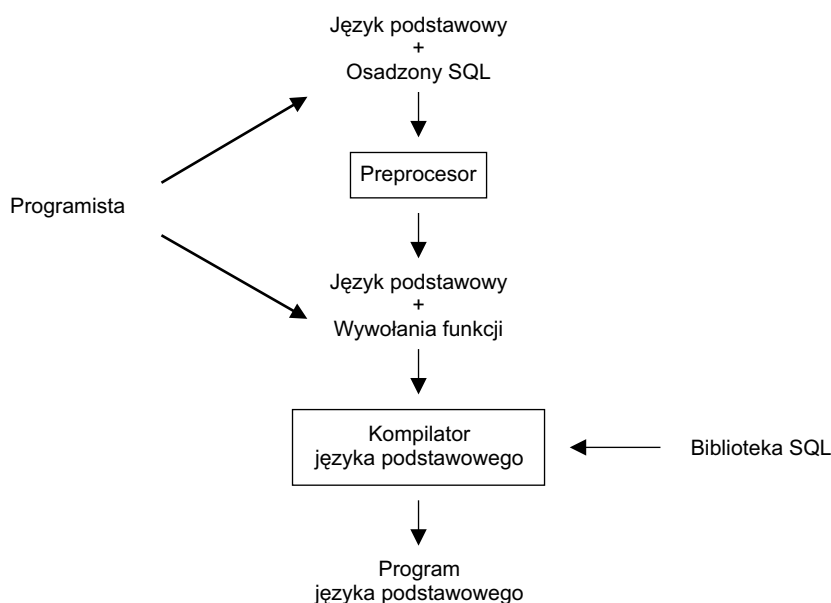 Język podstawowy
+
Osadzony SQL
Preprocesor
Programista
Język podstawowy
+
Wywołania funkcji
Kompilator
języka podstawowego
Biblioteka SQL
Program
języka podstawowego